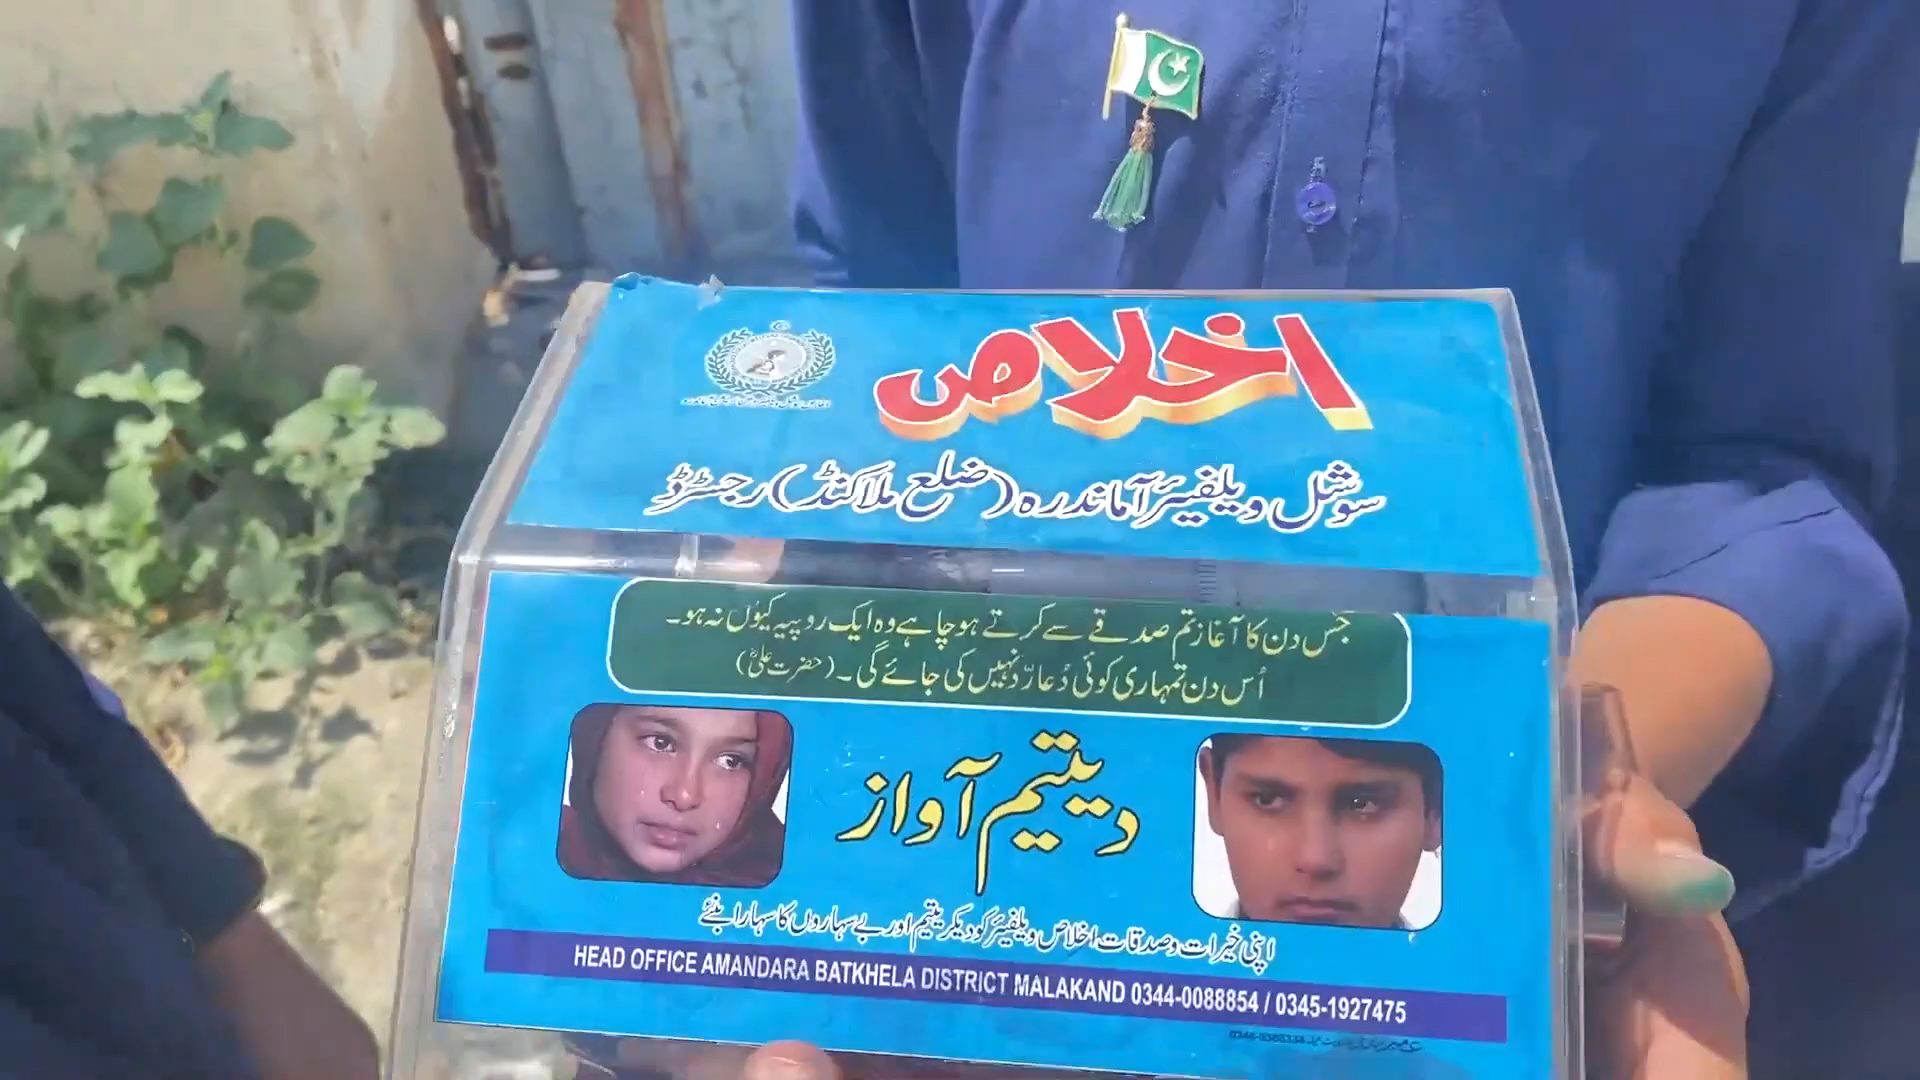 اخلاص
سوشل ویلفیئر آماندرہ (ضلع ملاکنڈ) رجسٹرڈ
جس دن کا آغاز تم صدقے سے کرتے ہو چاہے وہ ایک روپیہ کیوں نہ ہو۔
اُس دن تمہاری کوئی دُعا ردّ نہیں کی جائے گی۔ (حضرت علیؓ)
د یتیم آواز
اپنی خیرات وصدقات اخلاص ویلفیئر کو دیکر یتیم اور بے سہاروں کا سہارا بنئے
HEAD OFFICE AMANDARA BATKHELA DISTRICT MALAKAND 0344-0088854 / 0345-1927475